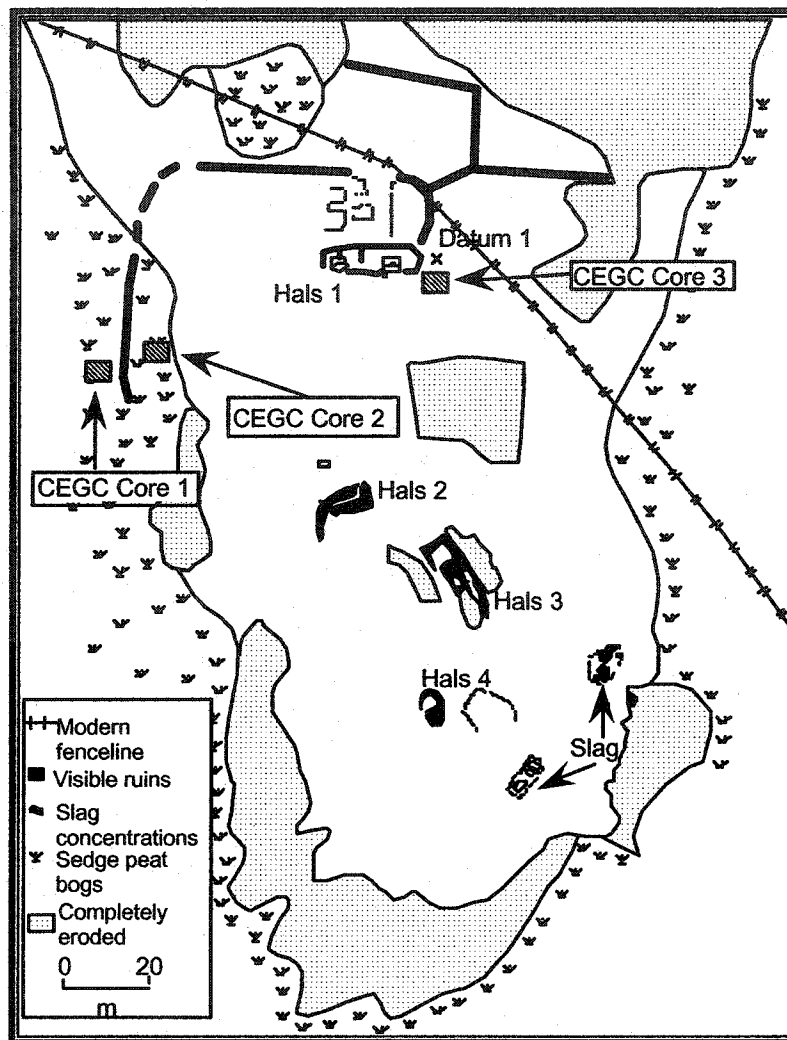 Datum 1
CEGC Core 3
Hals 1
CEGC Core 2
CEGC Core 1
Hals 2
Hals 3
Hals 4
Slag
Modern
fenceline
Visible ruins
Slag
concentrations
Sedge peat
bogs
Completely
eroded
0 20
m